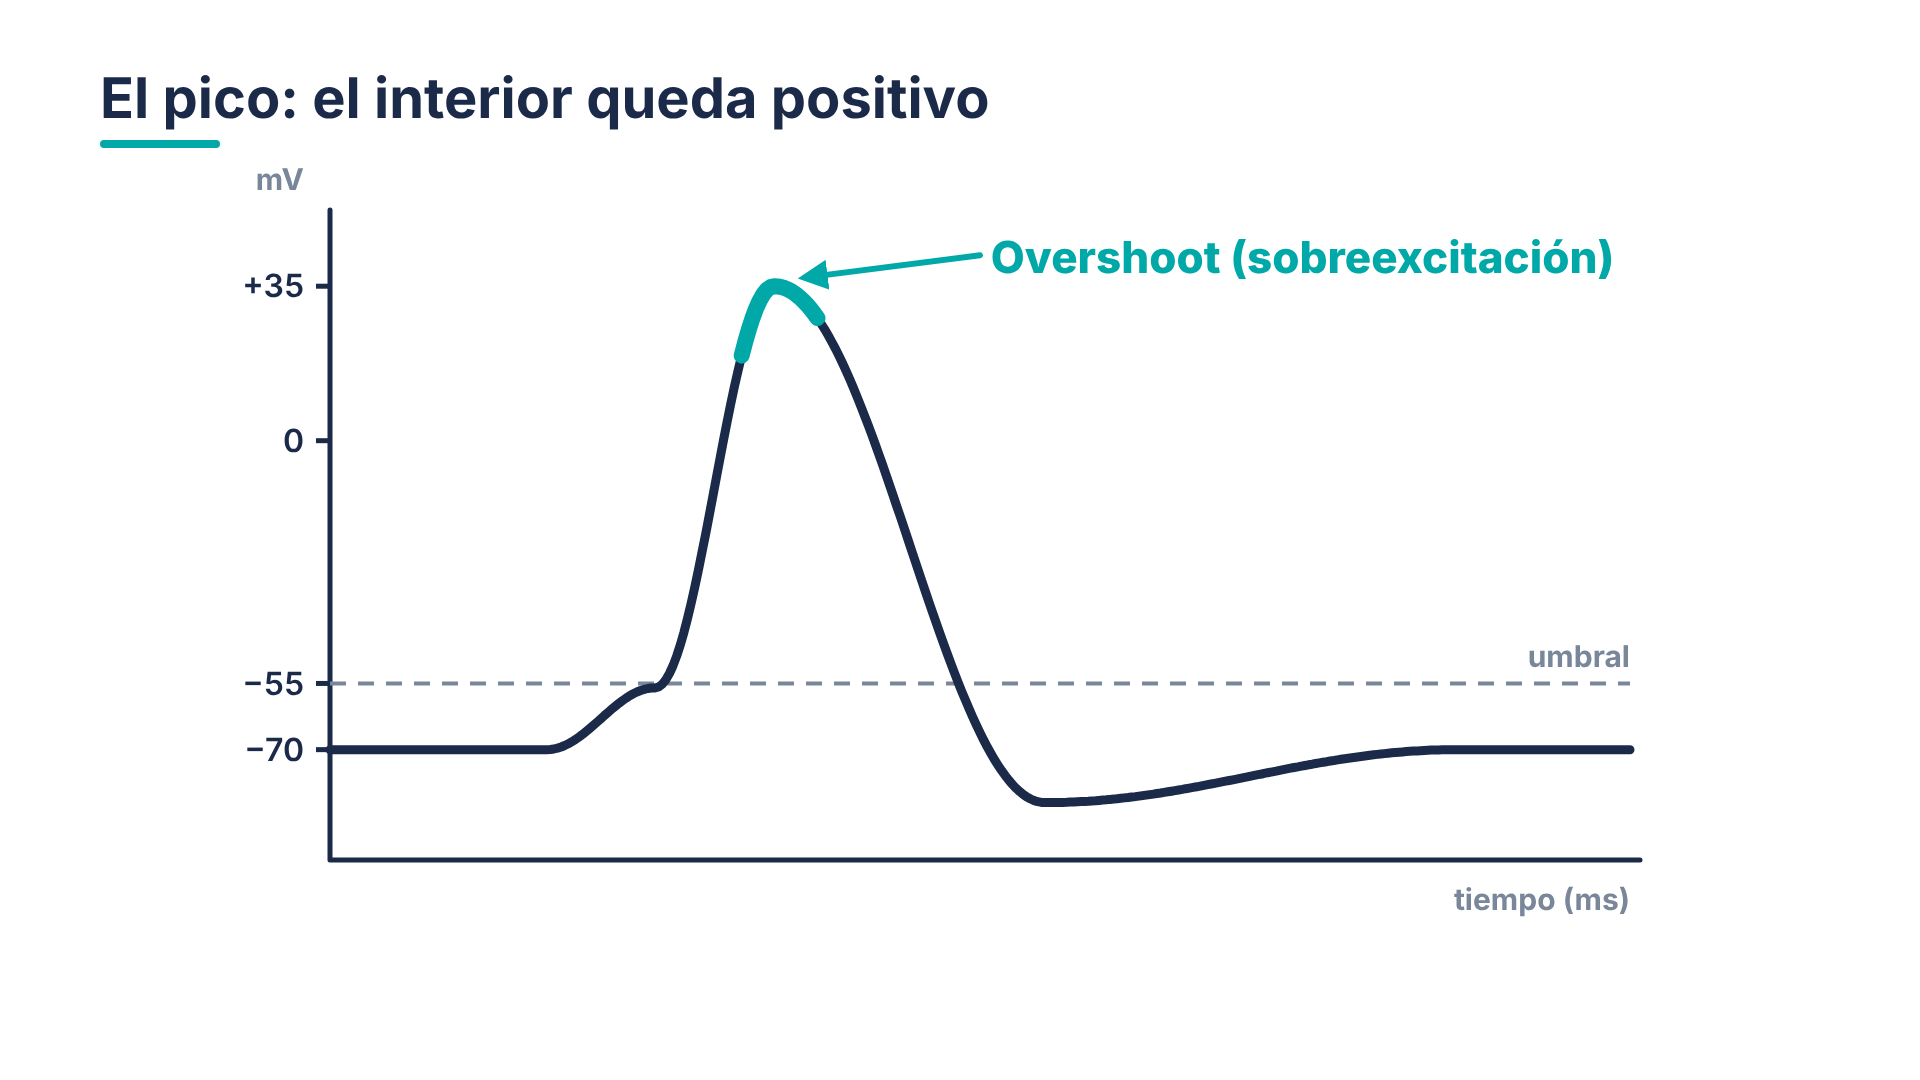 El pico: el interior queda positivo
mV
Overshoot (sobreexcitación)
+35
0
umbral
−55
−70
tiempo (ms)